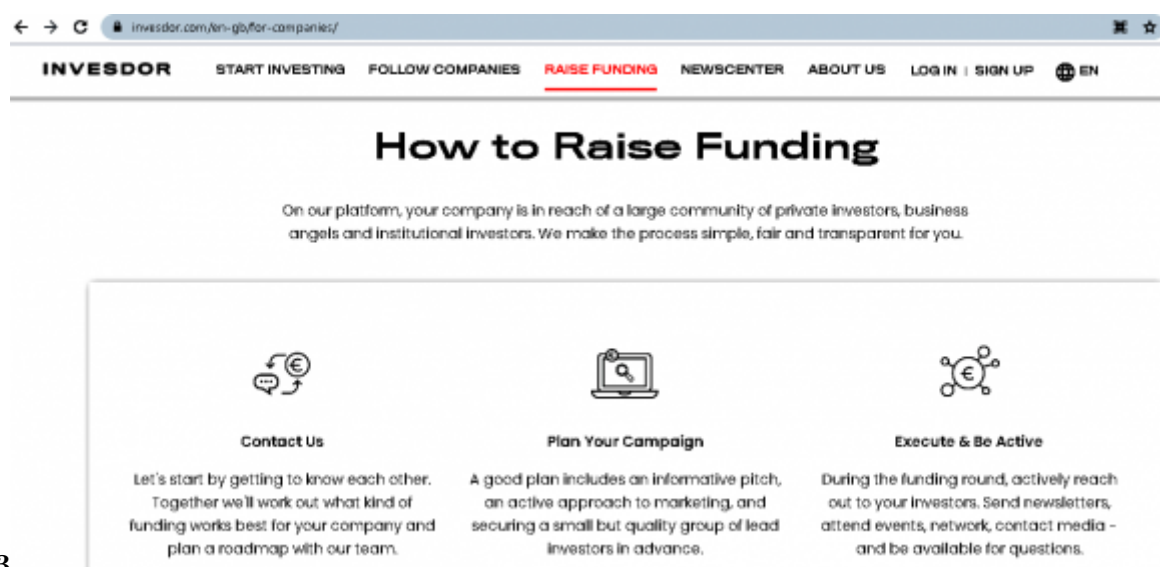 invesdor.com/en-gb/for-companies/
INVESDOR START INVESTING FOLLOW COMPANIES RAISE FUNDING NEWSCENTER ABOUT US LOG IN | SIGN UP EN
How to Raise Funding
On our platform, your company is in reach of a large community of private investors, business
angels and institutional investors. We make the process simple, fair and transparent for you.
Contact Us
Let's start by getting to know each other.
Together we'll work out what kind of
funding works best for your company and
plan a roadmap with our team.
Plan Your Campaign
A good plan includes an informative pitch,
an active approach to marketing, and
securing a small but quality group of lead
investors in advance.
Execute & Be Active
During the funding round, actively reach
out to your investors. Send newsletters,
attend events, network, contact media -
and be available for questions.